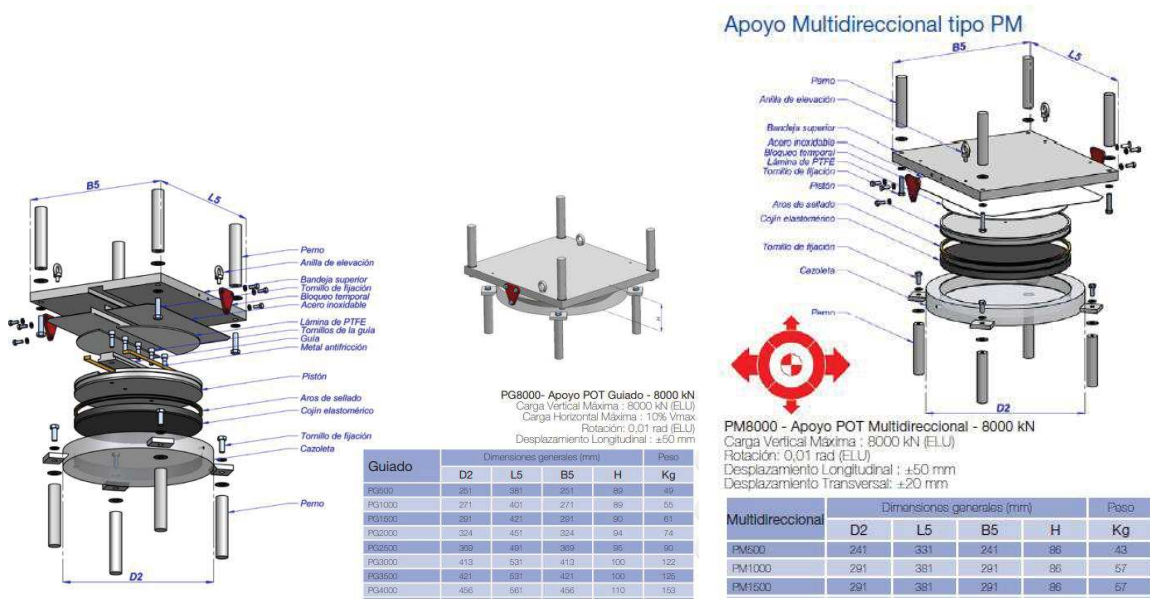 B5
L5
Perno
Anilla de elevación
Bandeja superior
Tornillo de fijación
Bloqueo temporal
Acero inoxidable
Lámina de PTFE
Tornillos de la guía
Guía
Metal antifricción
Pistón
Aros de sellado
Cojín elastomérico
Tornillo de fijación
Cazoleta
Perno
D2
H
PG8000- Apoyo POT Guiado - 8000 kN
Carga Vertical Máxima : 8000 kN (ELU)
Carga Horizontal Máxima : 10% Vmax
Rotación: 0,01 rad (ELU)
Desplazamiento Longitudinal : ±50 mm
Guiado Dimensiones generales (mm) Peso
D2 L5 B5 H Kg
PG500 251 381 251 89 49
PG1000 271 401 271 89 55
PG1500 291 421 291 90 61
PG2000 324 451 324 94 74
PG2500 369 491 369 95 90
PG3000 413 531 413 100 122
PG3500 421 531 421 100 125
PG4000 456 561 456 110 153
Apoyo Multidireccional tipo PM
B5
L5
Perno
Anilla de elevación
Bandeja superior
Acero inoxidable
Bloqueo temporal
Lámina de PTFE
Tornillo de fijación
Pistón
Aros de sellado
Cojín elastomérico
Tornillo de fijación
Cazoleta
Perno
D2
PM8000 - Apoyo POT Multidireccional - 8000 kN
Carga Vertical Máxima : 8000 kN (ELU)
Rotación: 0,01 rad (ELU)
Desplazamiento Longitudinal : ±50 mm
Desplazamiento Transversal: ±20 mm
Multidireccional Dimensiones generales (mm) Peso
D2 L5 B5 H Kg
PM500 241 331 241 86 43
PM1000 291 381 291 86 57
PM1500 291 381 291 86 57